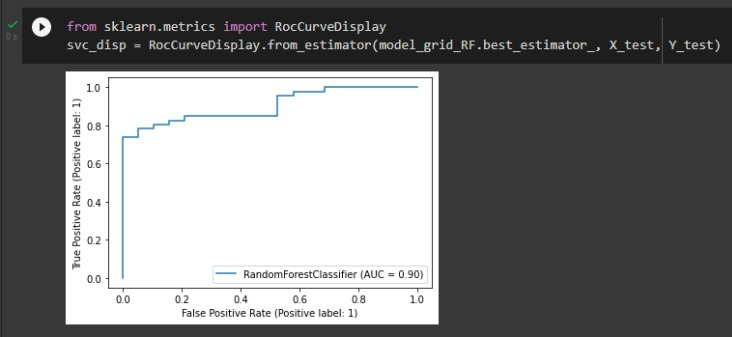 from sklearn.metrics import RocCurveDisplay
svc_disp = RocCurveDisplay.from_estimator(model_grid_RF.best_estimator_, X_test, Y_test)
0s
1.0
0.8
0.6
0.4
0.2
0.0
True Positive Rate (Positive label: 1)
RandomForestClassifier (AUC = 0.90)
0.0 0.2 0.4 0.6 0.8 1.0
False Positive Rate (Positive label: 1)